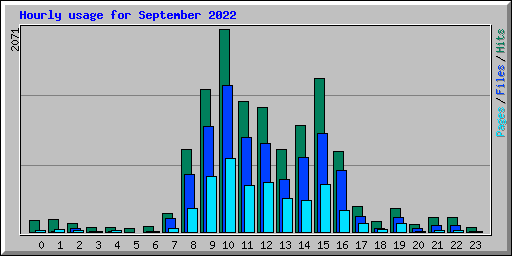 Hourly usage for September 2022
2071
Pages/Files/Hits
0 1 2 3 4 5 6 7 8 9 10 11 12 13 14 15 16 17 18 19 20 21 22 23